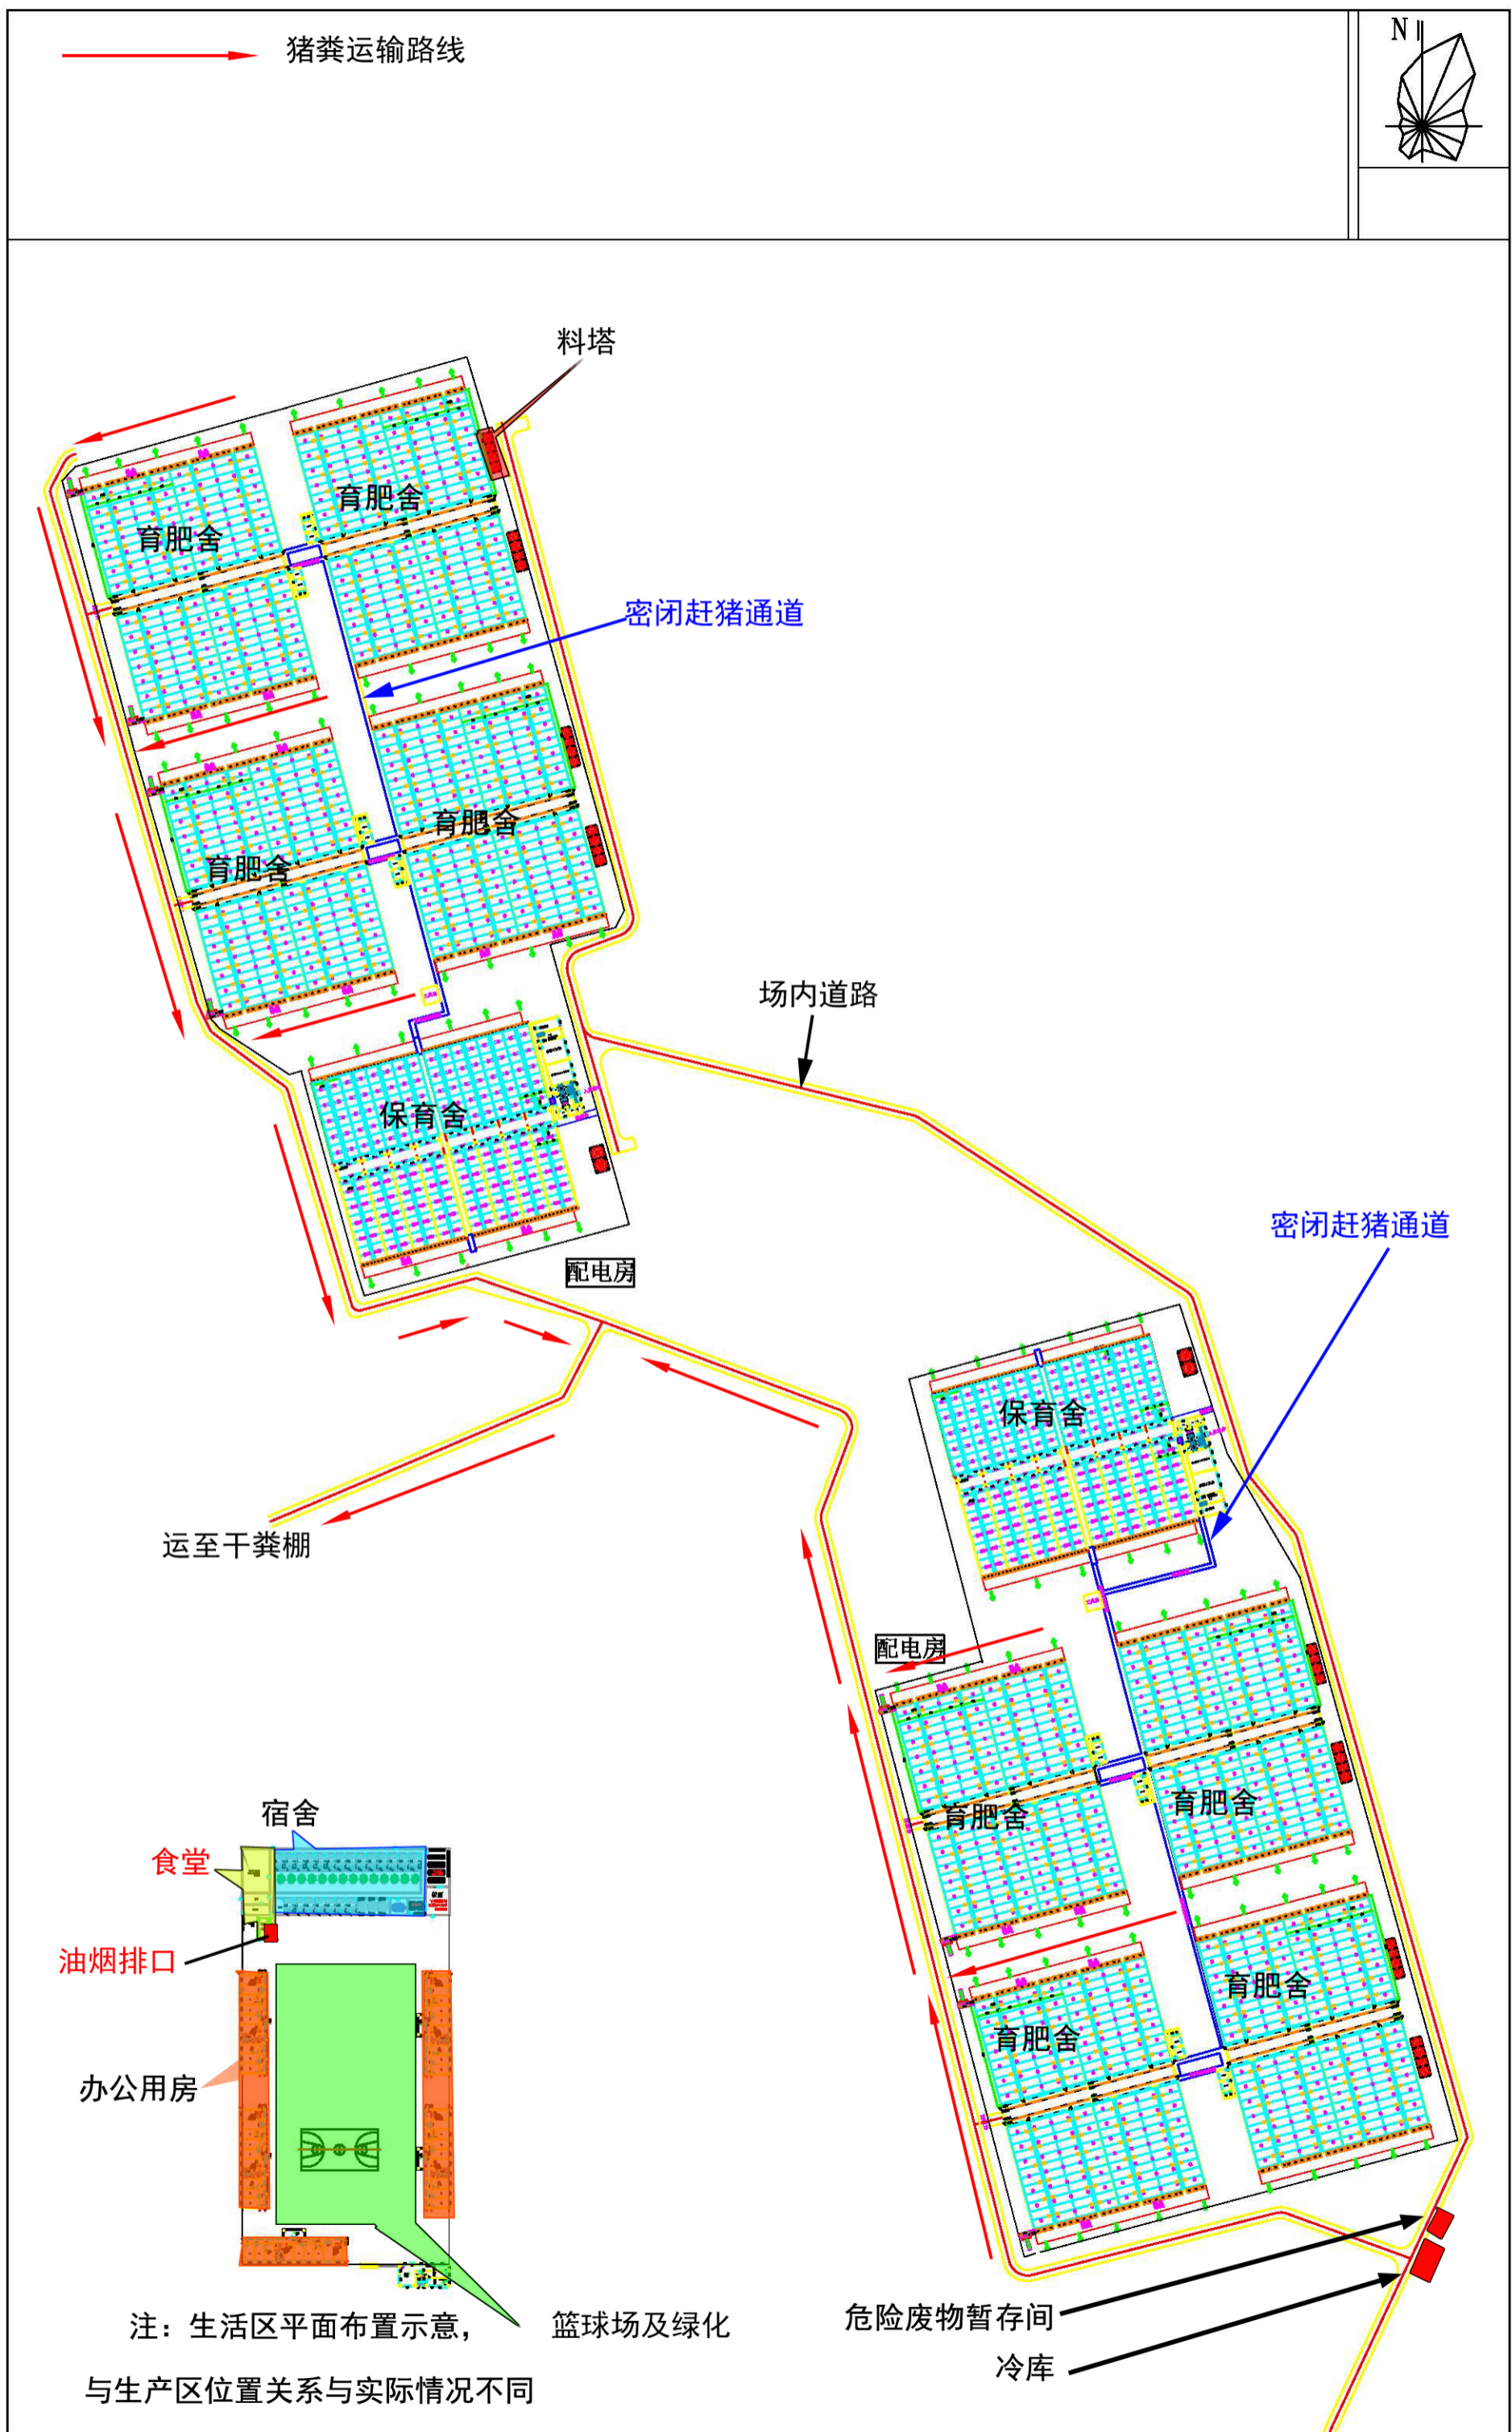 猪粪运输路线
N
料塔
育肥舍
育肥舍
密闭赶猪通道
育肥舍
育肥舍
场内道路
保育舍
密闭赶猪通道
配电房
保育舍
运至干粪棚
配电房
宿舍
育肥舍
育肥舍
食堂
油烟排口
育肥舍
育肥舍
办公用房
危险废物暂存间
注：生活区平面布置示意，
篮球场及绿化
冷库
与生产区位置关系与实际情况不同